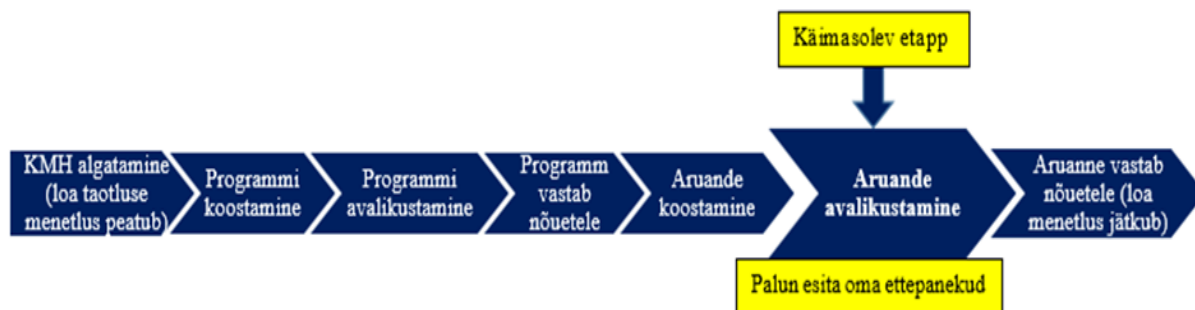 Käimasolev etapp
KMH algatamine
(loa taotluse
menetlus peatub)
Programmi
koostamine
Programmi
avalikustamine
Programm
vastab
nõuetele
Aruande
koostamine
Aruande
avalikustamine
Aruanne vastab
nõuetele (loa
menetlus jätkub)
Palun esita oma ettepanekud